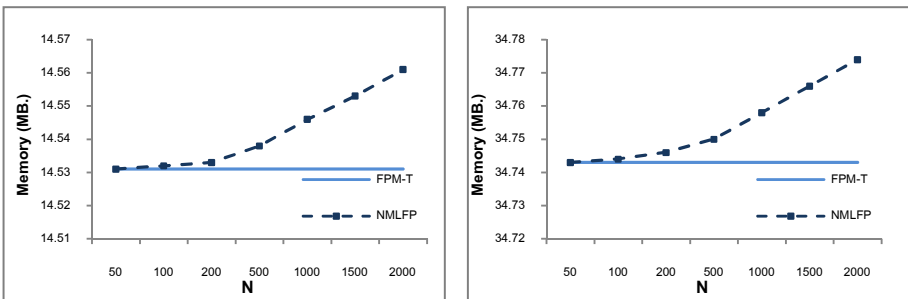 14.57
14.56
14.55
14.54
14.53
14.52
14.51
Memory (MB.)
FPM-T
NMLFP
50 100 200 500 1000 1500 2000
N
34.78
34.77
34.76
34.75
34.74
34.73
34.72
Memory (MB.)
FPM-T
NMLFP
50 100 200 500 1000 1500 2000
N